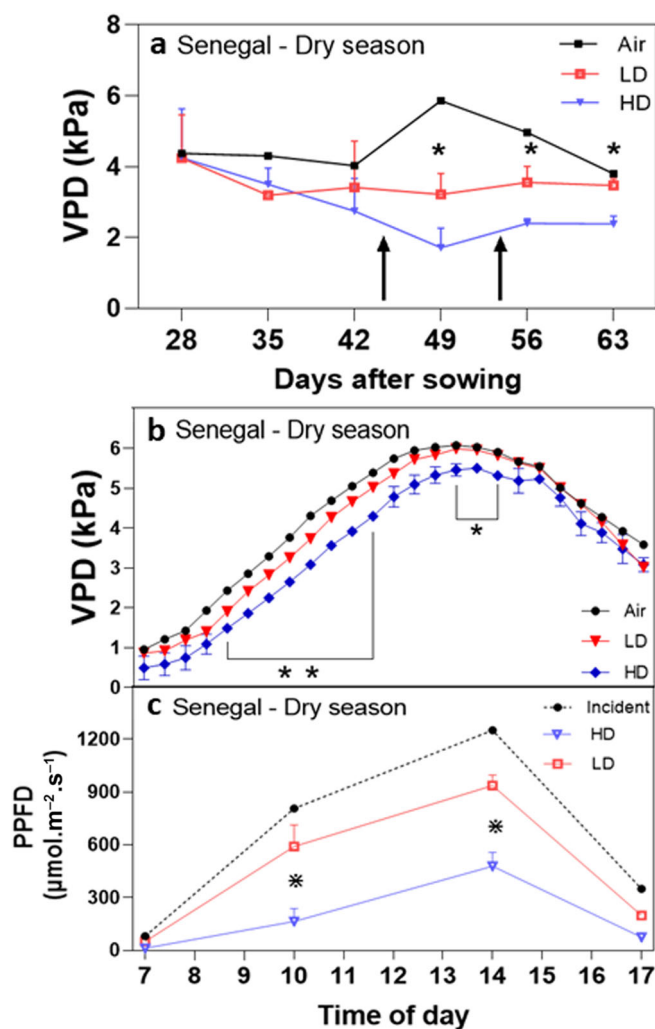 a Senegal - Dry season
Air
LD
HD
VPD (kPa)
8
6
4
2
0
* * *
28 35 42 49 56 63
Days after sowing
b Senegal - Dry season
VPD (kPa)
6
5
4
3
2
1
0
*
* *
Air
LD
HD
c Senegal - Dry season
Incident
HD
LD
PPFD
(µmol.m⁻².s⁻¹)
1200
900
600
300
0
※ ※
7 8 9 10 11 12 13 14 15 16 17
Time of day